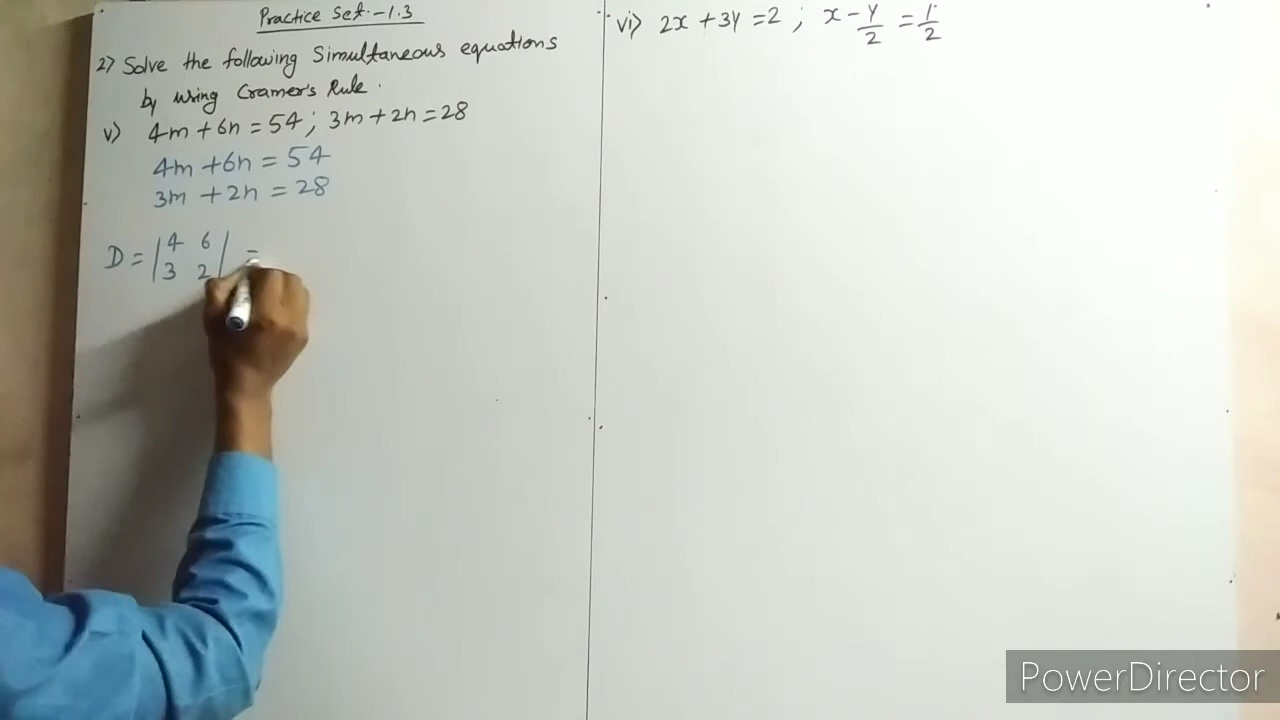 Practice Set-1.3
2) Solve the following Simultaneous equations
by using Cramer's Rule.
v) 4m + 6n = 54 ; 3m + 2n = 28
4m + 6n = 54
3m + 2n = 28
D = | 4 6 |
| 3 2 | =
vi) 2x + 3y = 2 ; x - y/2 = 1/2
PowerDirector